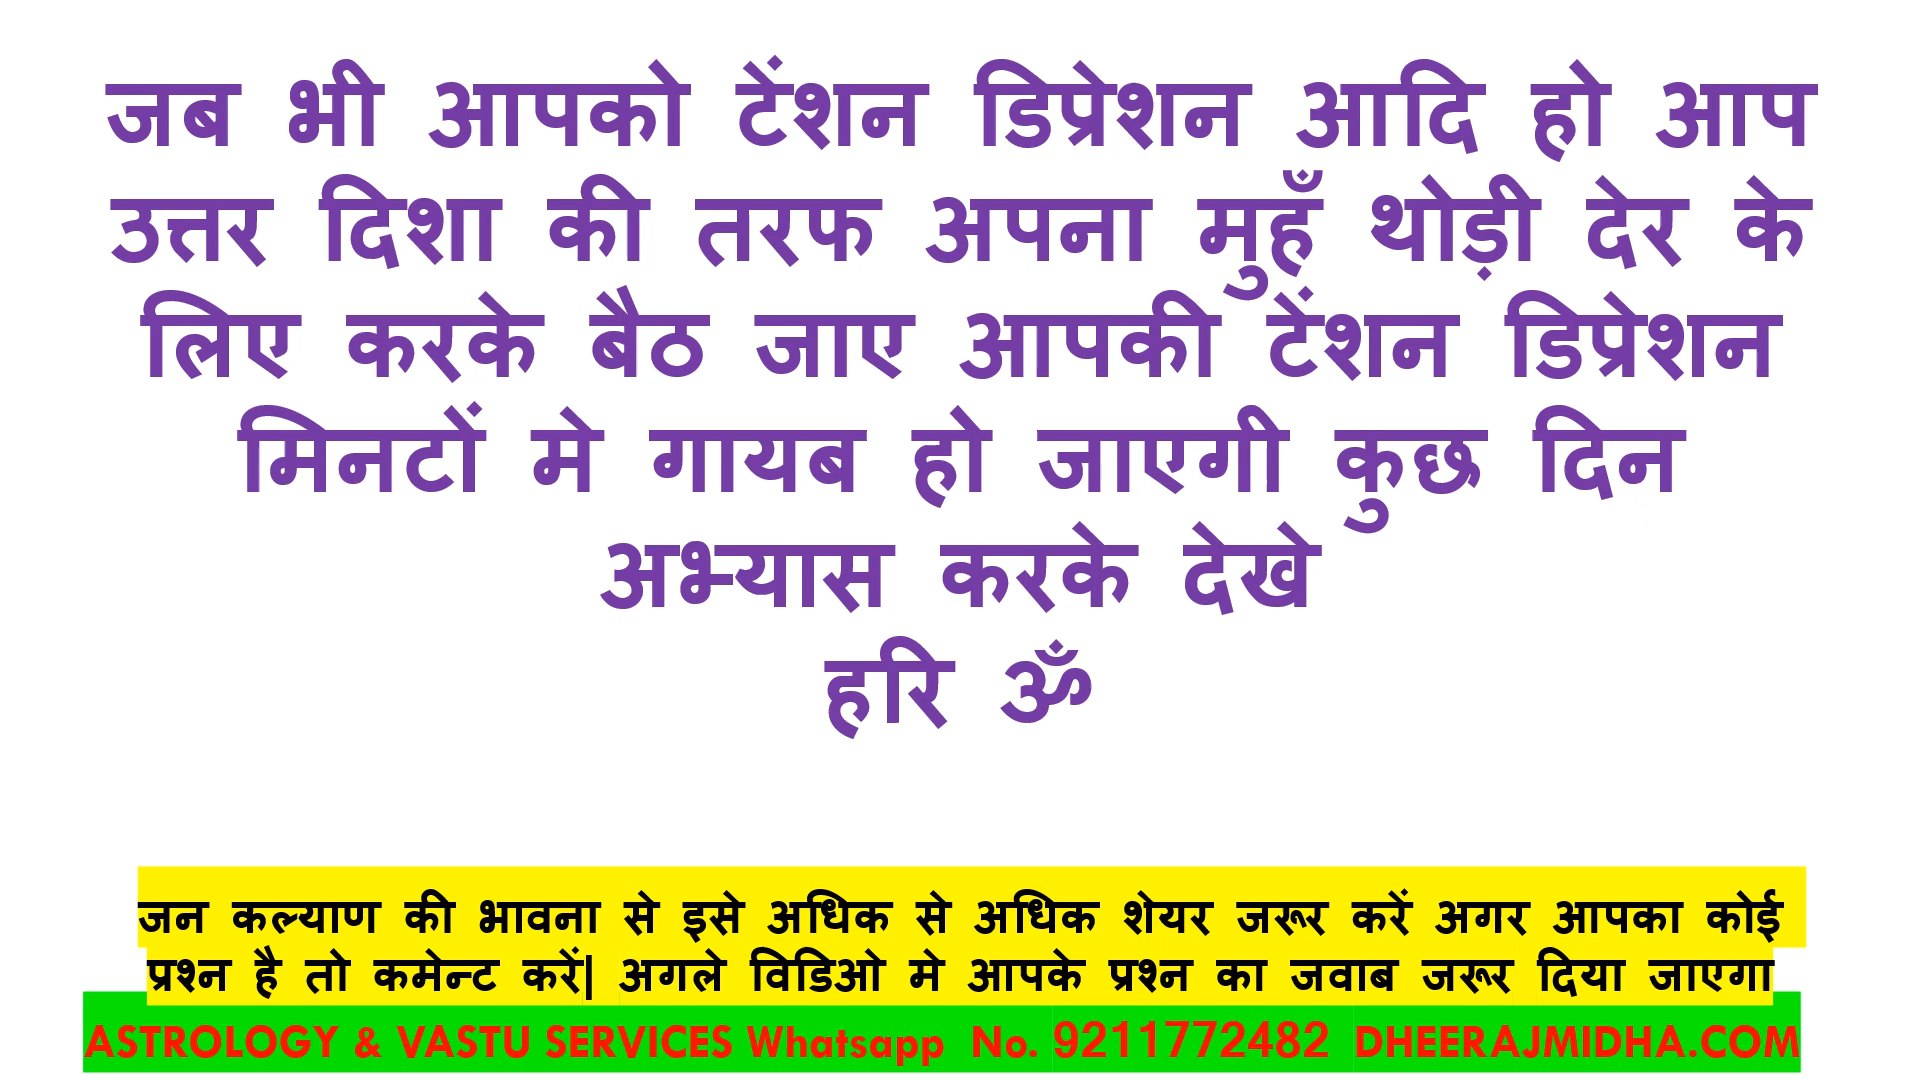 जब भी आपको टेंशन डिप्रेशन आदि हो आप
उत्तर दिशा की तरफ अपना मुहँ थोड़ी देर के
लिए करके बैठ जाए आपकी टेंशन डिप्रेशन
मिनटों मे गायब हो जाएगी कुछ दिन
अभ्यास करके देखे
हरि ॐ
जन कल्याण की भावना से इसे अधिक से अधिक शेयर जरूर करें अगर आपका कोई
प्रश्न है तो कमेन्ट करें| अगले विडिओ मे आपके प्रश्न का जवाब जरूर दिया जाएगा
ASTROLOGY & VASTU SERVICES Whatsapp No. 9211772482 DHEERAJMIDHA.COM